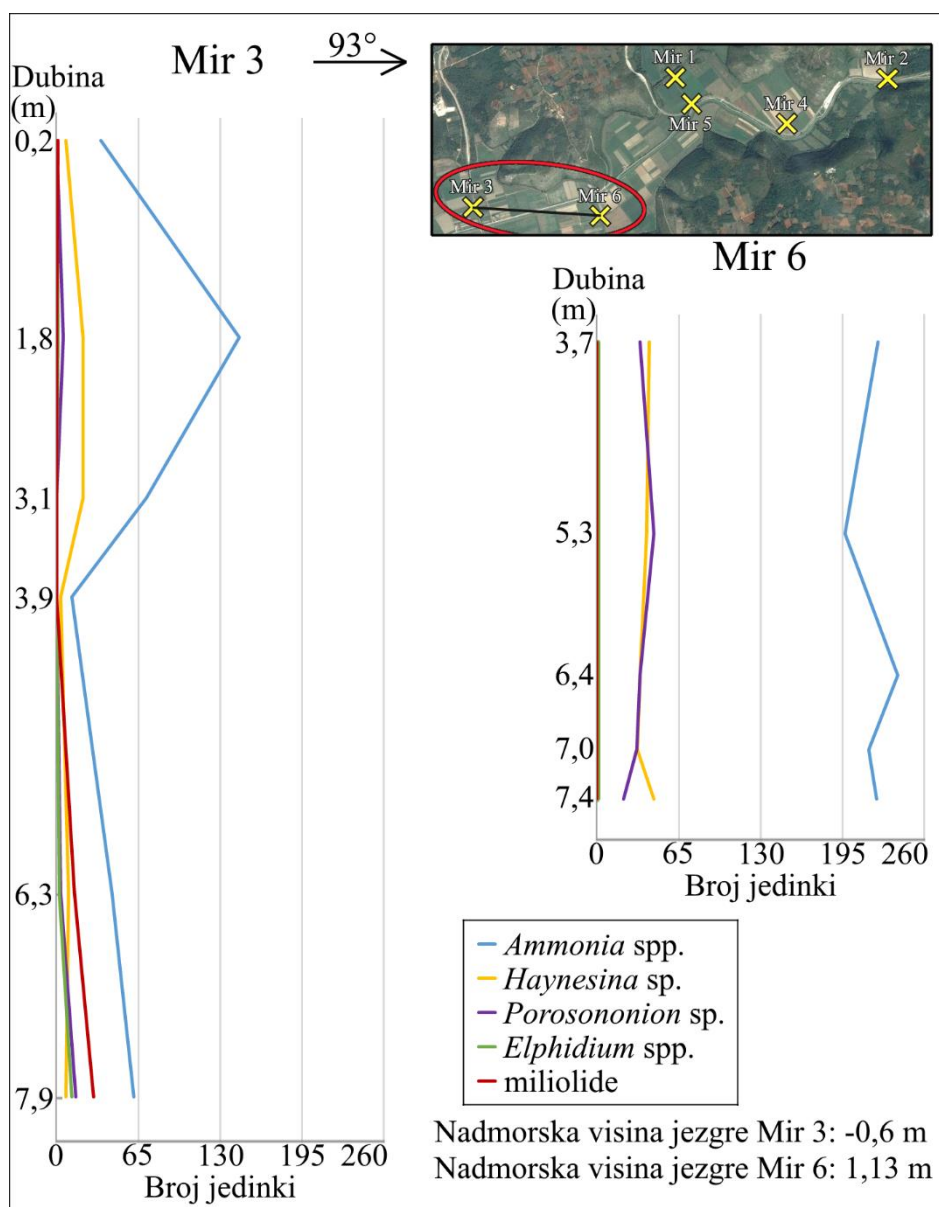 Mir 3
93°
Dubina
(m)
0,2
1,8
3,1
3,9
6,3
7,9
0 65 130 195 260
Broj jedinki
Mir 1
Mir 2
Mir 5
Mir 4
Mir 3
Mir 6
Mir 6
Dubina
(m)
3,7
5,3
6,4
7,0
7,4
0 65 130 195 260
Broj jedinki
Ammonia spp.
Haynesina sp.
Porosononion sp.
Elphidium spp.
miliolide
Nadmorska visina jezgre Mir 3: -0,6 m
Nadmorska visina jezgre Mir 6: 1,13 m